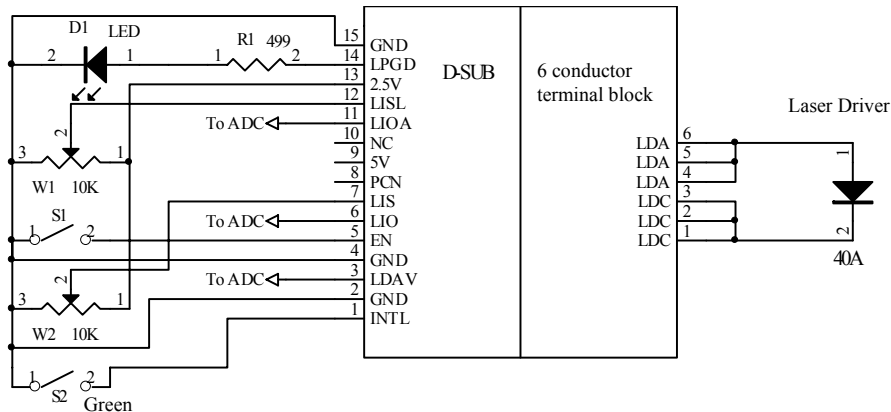 D1 LED
2 1
R1 499
1 2
15 GND
14 LPGD
13 2.5V
12 LISL
11 LIOA
10 NC
9 5V
8 PCN
7 LIS
6 LIO
5 EN
4 GND
3 LDAV
2 GND
1 INTL
D-SUB
6 conductor
terminal block
Laser Driver
LDA 6
LDA 5
LDA 4
LDC 3
LDC 2
LDC 1
1
2
40A
To ADC
2
3 1
W1 10K
S1
1 2
To ADC
To ADC
2
3 1
W2 10K
1 2
S2
Green